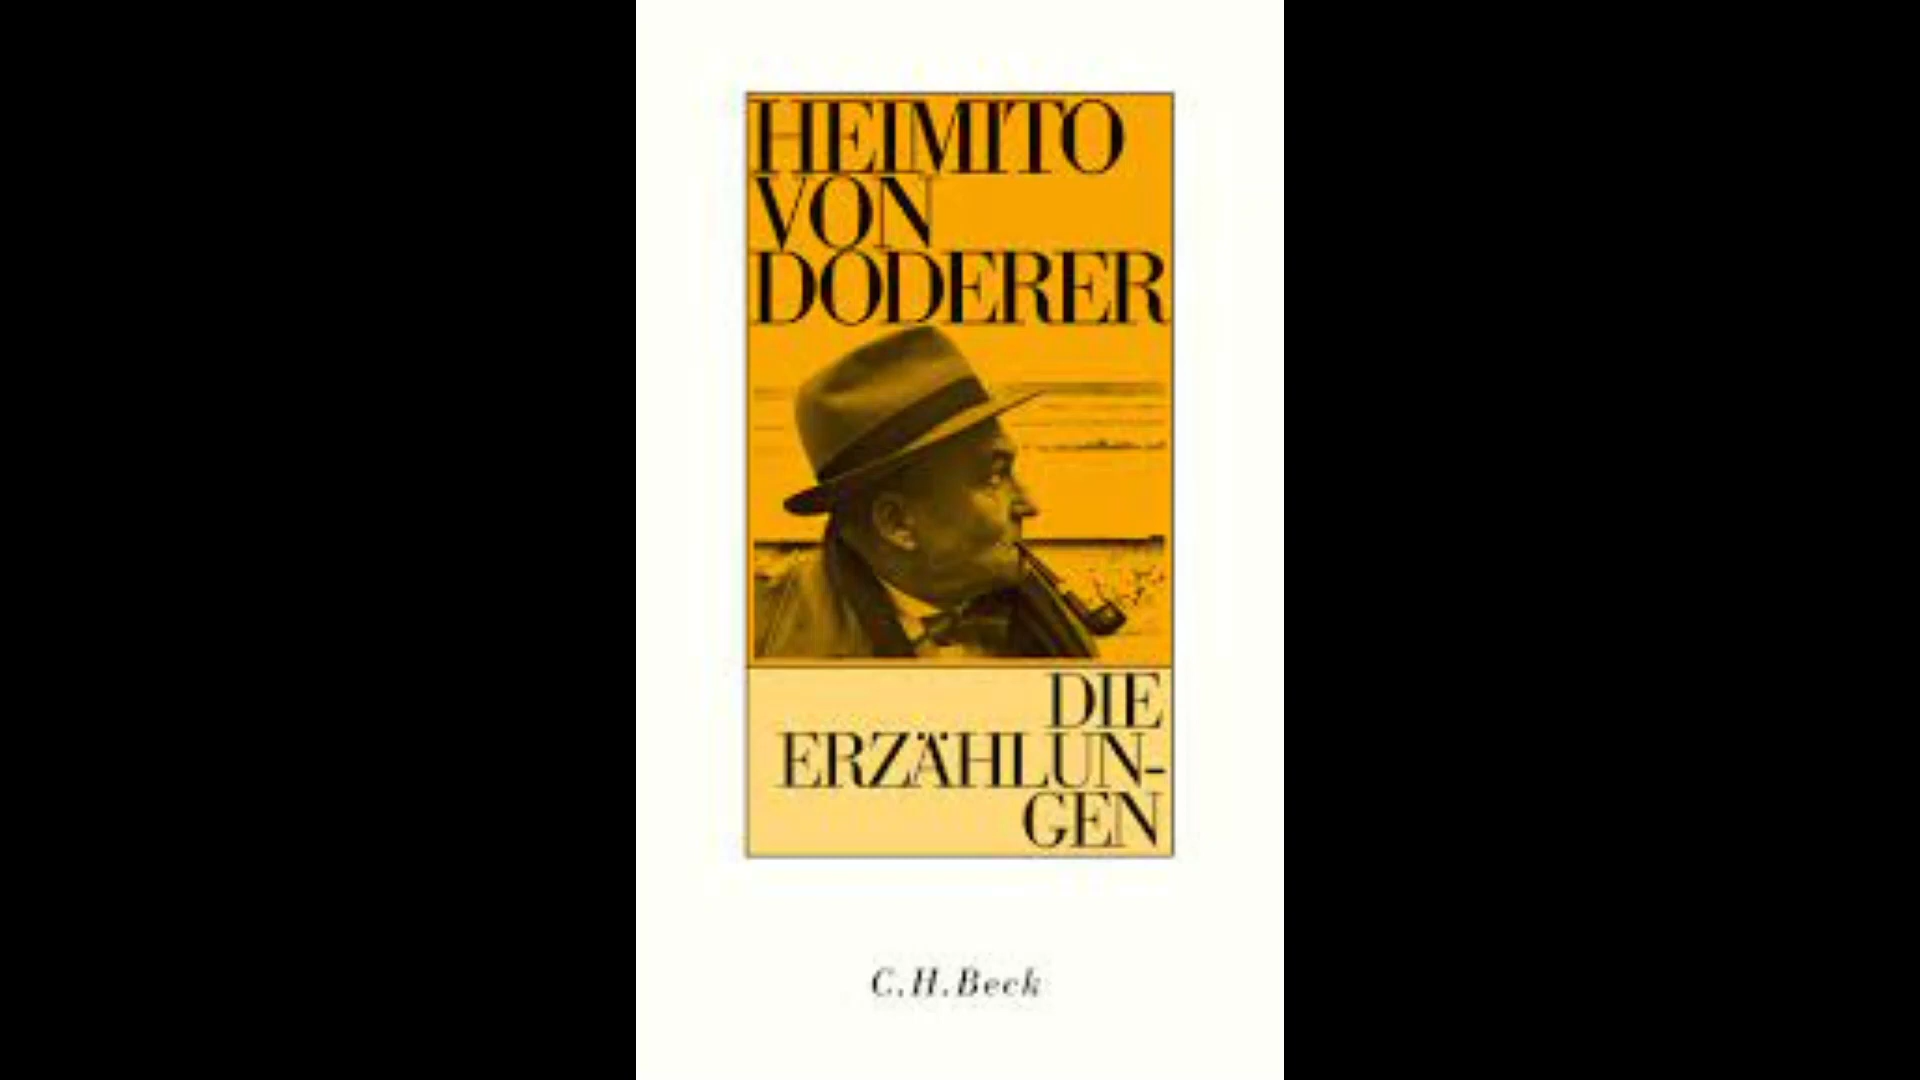 HEIMITO
VON
DODERER
DIE
ERZÄHLUN-
GEN
C.H.Beck